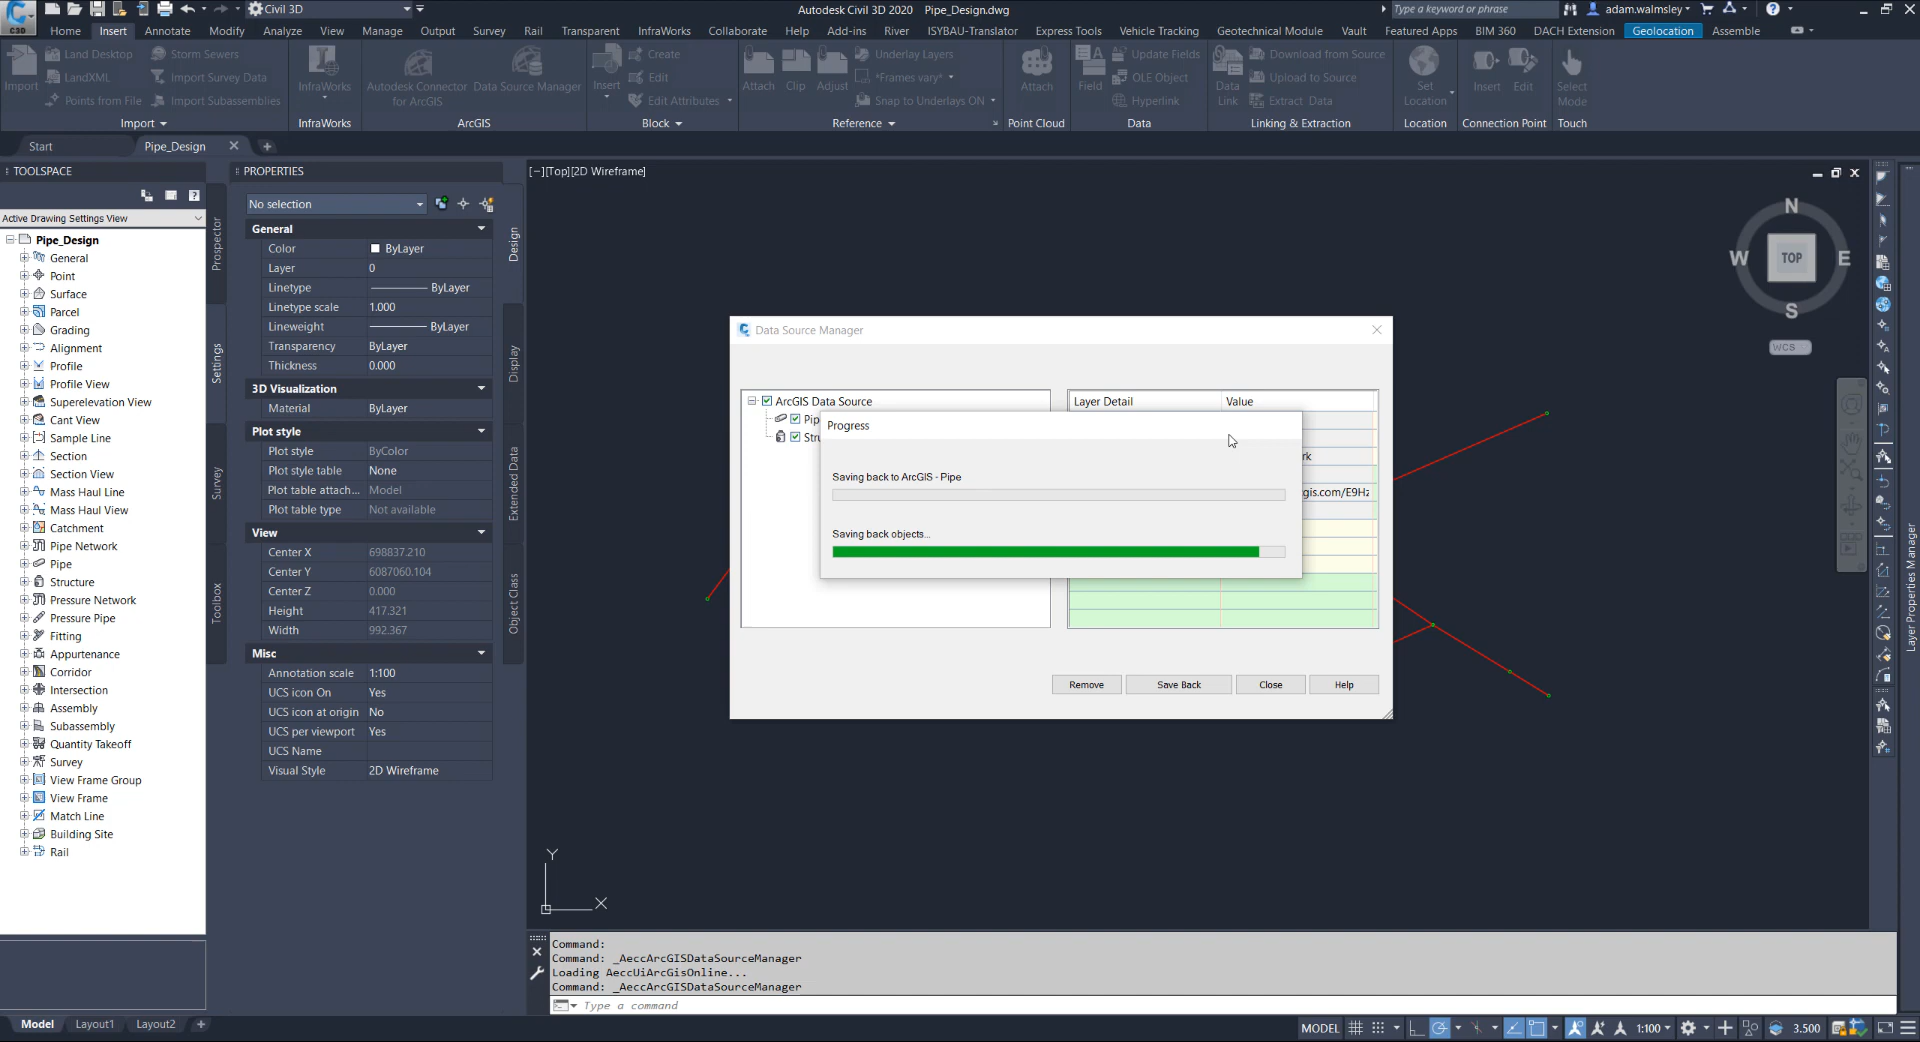 Civil 3D
Autodesk Civil 3D 2020 Pipe_Design.dwg
Type a keyword or phrase
adam.walmsley
C3D
Home Insert Annotate Modify Analyze View Manage Output Survey Rail Transparent InfraWorks Collaborate Help Add-ins River ISYBAU-Translator Express Tools Vehicle Tracking Geotechnical Module Vault Featured Apps BIM 360 DACH Extension Geolocation Assemble
Import
Land Desktop
LandXML
Points from File
Storm Sewers
Import Survey Data
Import Subassemblies
Import
InfraWorks
InfraWorks
Autodesk Connector
for ArcGIS
Data Source Manager
ArcGIS
Insert
Create
Edit
Edit Attributes
Block
Attach Clip Adjust
Underlay Layers
*Frames vary*
Snap to Underlays ON
Reference
Attach
Point Cloud
Field
Update Fields
OLE Object
Hyperlink
Data
Data
Link
Download from Source
Upload to Source
Extract Data
Linking & Extraction
Set
Location
Location
Insert Edit
Connection Point
Select
Mode
Touch
Start Pipe_Design
TOOLSPACE
Active Drawing Settings View
Pipe_Design
General
Point
Surface
Parcel
Grading
Alignment
Profile
Profile View
Superelevation View
Cant View
Sample Line
Section
Section View
Mass Haul Line
Mass Haul View
Catchment
Pipe Network
Pipe
Structure
Pressure Network
Pressure Pipe
Fitting
Appurtenance
Corridor
Intersection
Assembly
Subassembly
Quantity Takeoff
Survey
View Frame Group
View Frame
Match Line
Building Site
Rail
Prospector
Settings
Survey
Toolbox
PROPERTIES
No selection
General
Color ByLayer
Layer 0
Linetype ByLayer
Linetype scale 1.000
Lineweight ByLayer
Transparency ByLayer
Thickness 0.000
3D Visualization
Material ByLayer
Plot style
Plot style ByColor
Plot style table None
Plot table attach... Model
Plot table type Not available
View
Center X 698837.210
Center Y 6087060.104
Center Z 0.000
Height 417.321
Width 992.367
Misc
Annotation scale 1:100
UCS icon On Yes
UCS icon at origin No
UCS per viewport Yes
UCS Name
Visual Style 2D Wireframe
Design
Display
Extended Data
Object Class
[−][Top][2D Wireframe]
N
W TOP E
S
WCS
Data Source Manager
ArcGIS Data Source
Pip
Stru
Layer Detail Value
rk
gis.com/E9Hz
Progress
Saving back to ArcGIS - Pipe
Saving back objects...
Remove Save Back Close Help
Y
X
Layer Properties Manager
Command:
Command: _AeccArcGISDataSourceManager
Loading AeccUiArcGisOnline...
Command: _AeccArcGISDataSourceManager
Type a command
Model Layout1 Layout2
MODEL 1:100 3.500